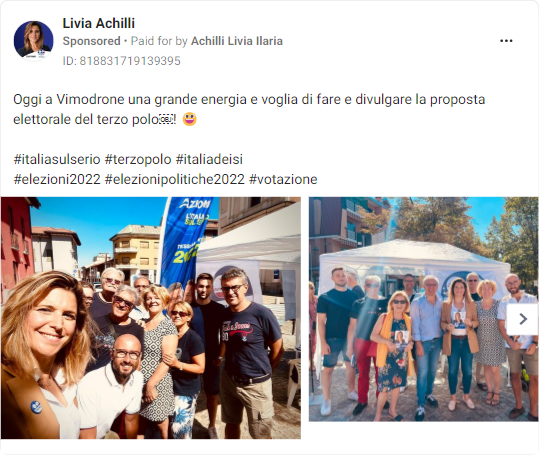 Livia Achilli
Sponsored • Paid for by Achilli Livia Ilaria
ID: 818831719139395
Oggi a Vimodrone una grande energia e voglia di fare e divulgare la proposta
elettorale del terzo polo￼! 😃
#italiasulserio #terzopolo #italiadeisi
#elezioni2022 #elezionipolitiche2022 #votazione
AZION
L'ITALIA